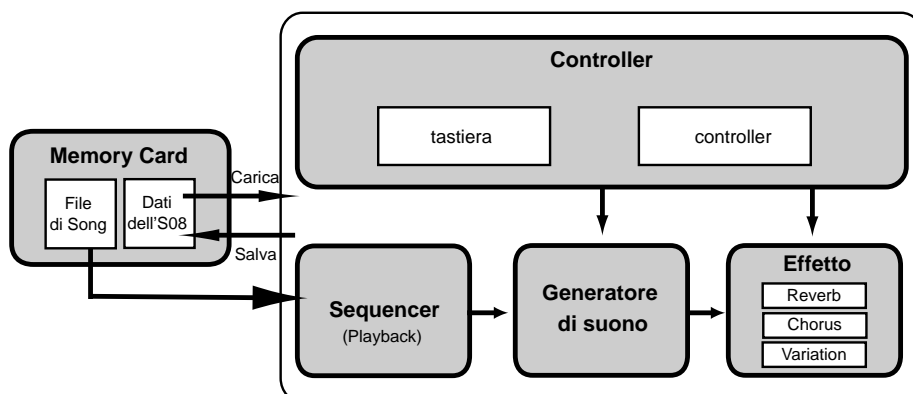 Controller
tastiera
controller
Memory Card
File
di Song
Dati
dell'S08
Carica
Salva
Sequencer
(Playback)
Generatore
di suono
Effetto
Reverb
Chorus
Variation